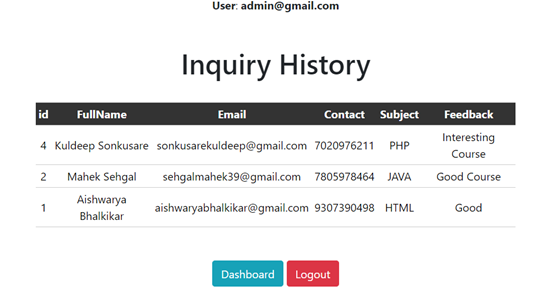 User: admin@gmail.com
Inquiry History
id FullName Email Contact Subject Feedback
4 Kuldeep Sonkusare sonkusarekuldeep@gmail.com 7020976211 PHP Interesting Course
2 Mahek Sehgal sehgalmahek39@gmail.com 7805978464 JAVA Good Course
1 Aishwarya Bhalkikar aishwaryabhalkikar@gmail.com 9307390498 HTML Good
Dashboard Logout